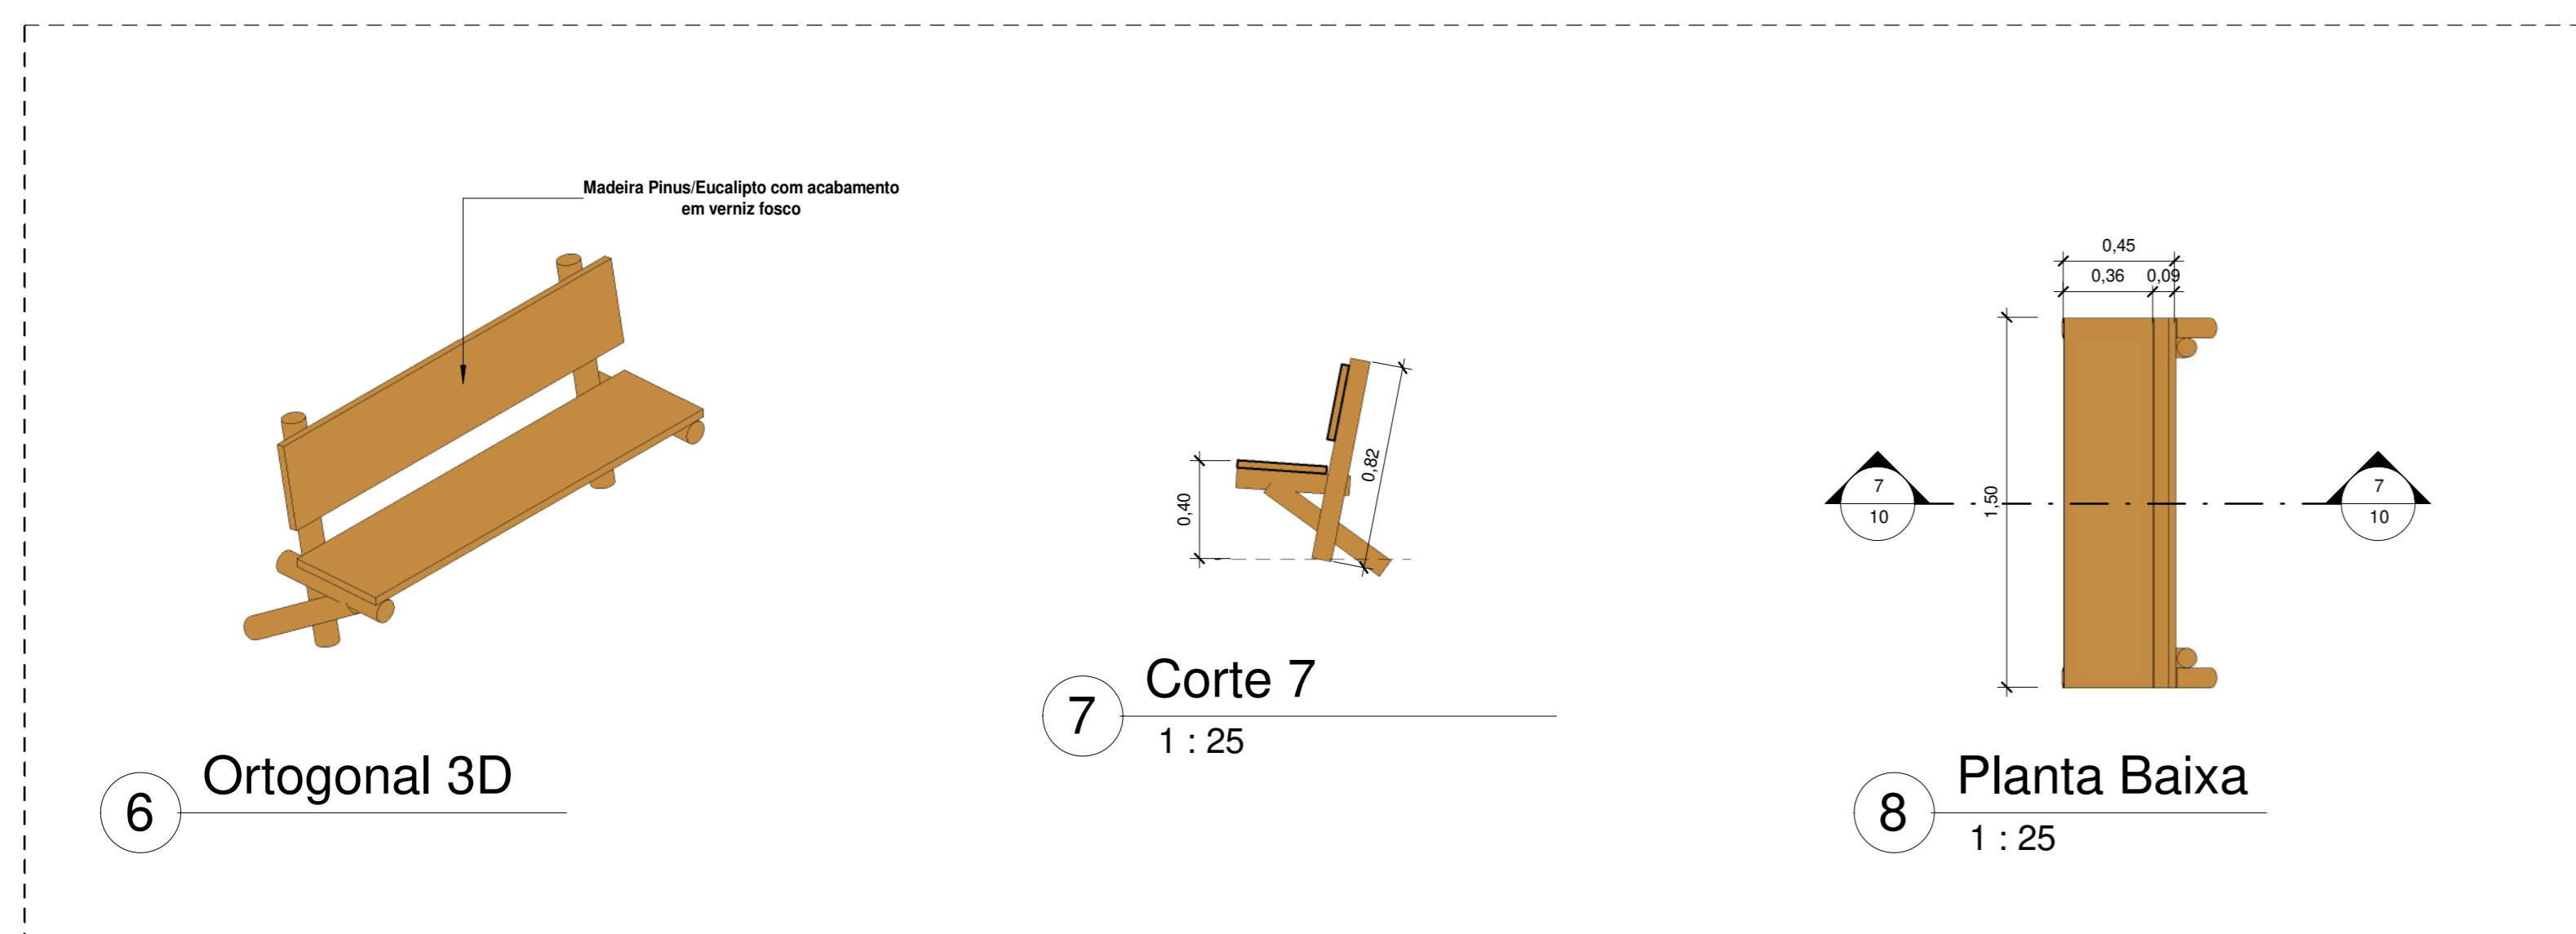 Madeira Pinus/Eucalipto com acabamento
em verniz fosco
6
Ortogonal 3D
0,40
0,82
7
Corte 7
1 : 25
0,45
0,36
0,09
1,50
7
10
7
10
8
Planta Baixa
1 : 25